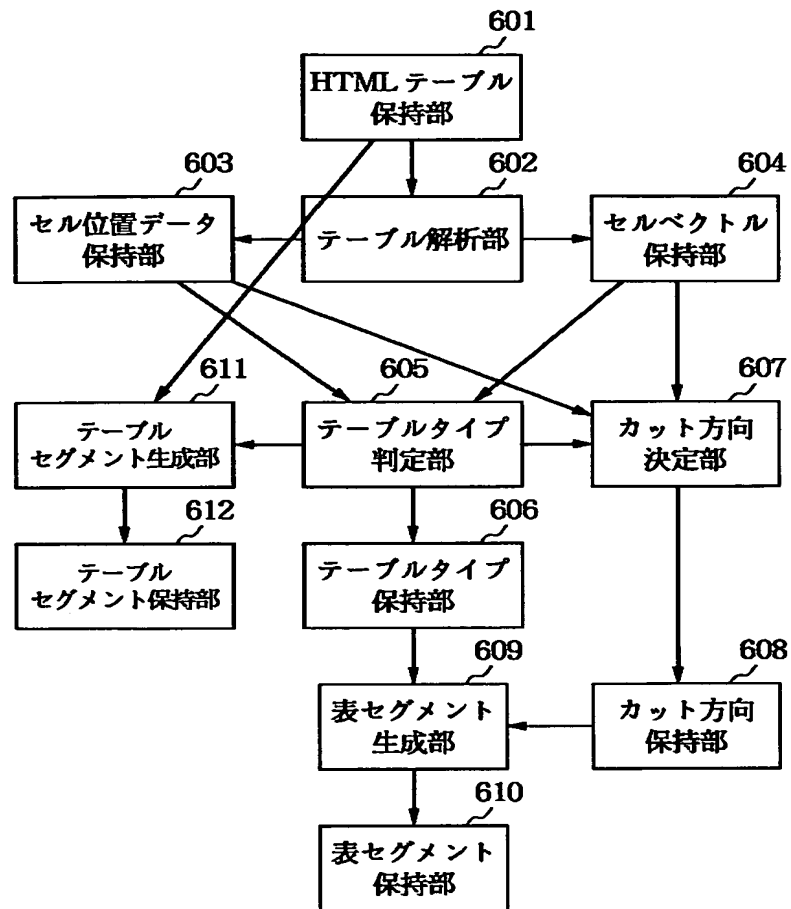 601
HTML テーブル
保持部
603
セル位置データ
保持部
602
テーブル解析部
604
セルベクトル
保持部
611
テーブル
セグメント生成部
605
テーブルタイプ
判定部
607
カット方向
決定部
612
テーブル
セグメント保持部
606
テーブルタイプ
保持部
609
表セグメント
生成部
608
カット方向
保持部
610
表セグメント
保持部